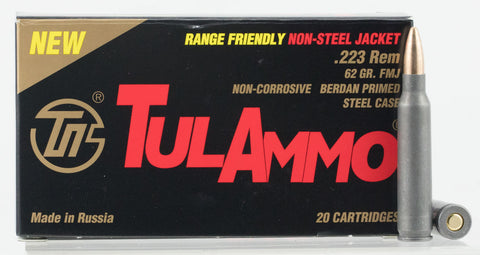 NEW
RANGE FRIENDLY NON-STEEL JACKET
.223 Rem
62 GR. FMJ
NON-CORROSIVE BERDAN PRIMED
STEEL CASE
®
TULAMMO®
Made in Russia
20 CARTRIDGES